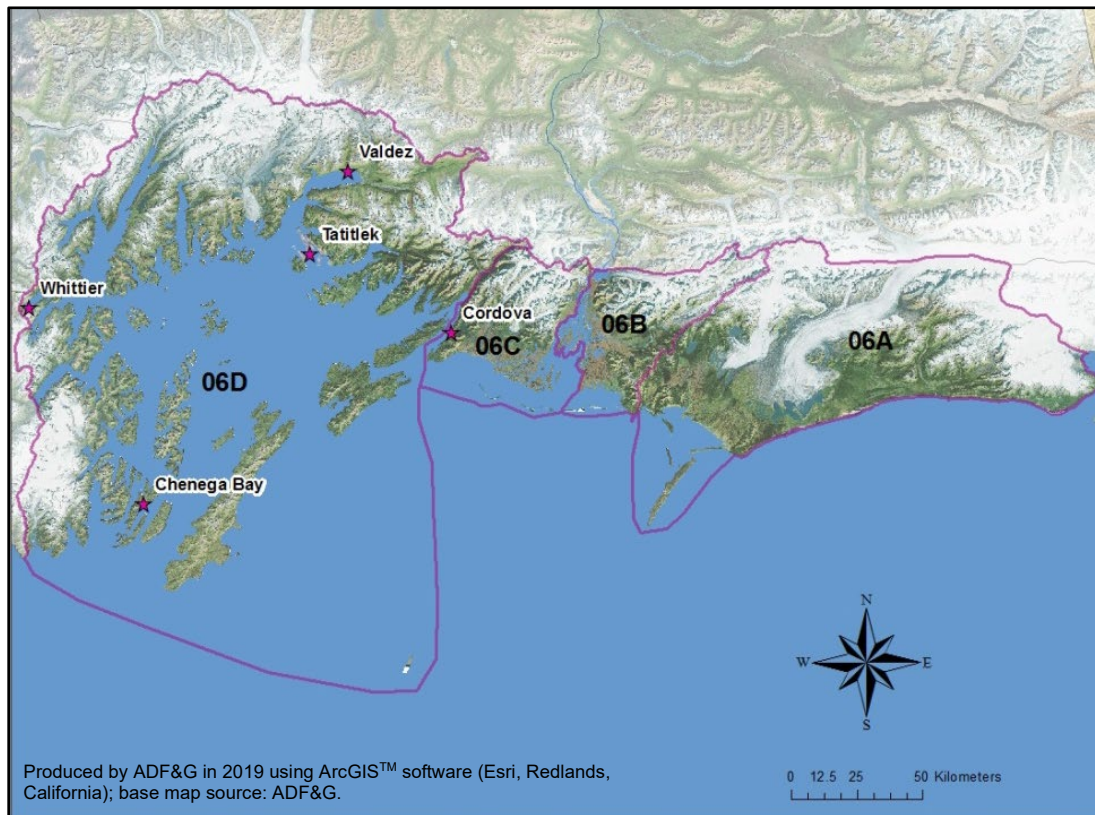 Valdez
Tatitlek
Whittier
Cordova
06B
06C
06A
06D
Chenega Bay
N
W E
S
Produced by ADF&G in 2019 using ArcGIS™ software (Esri, Redlands,
California); base map source: ADF&G.
0 12.5 25 50 Kilometers